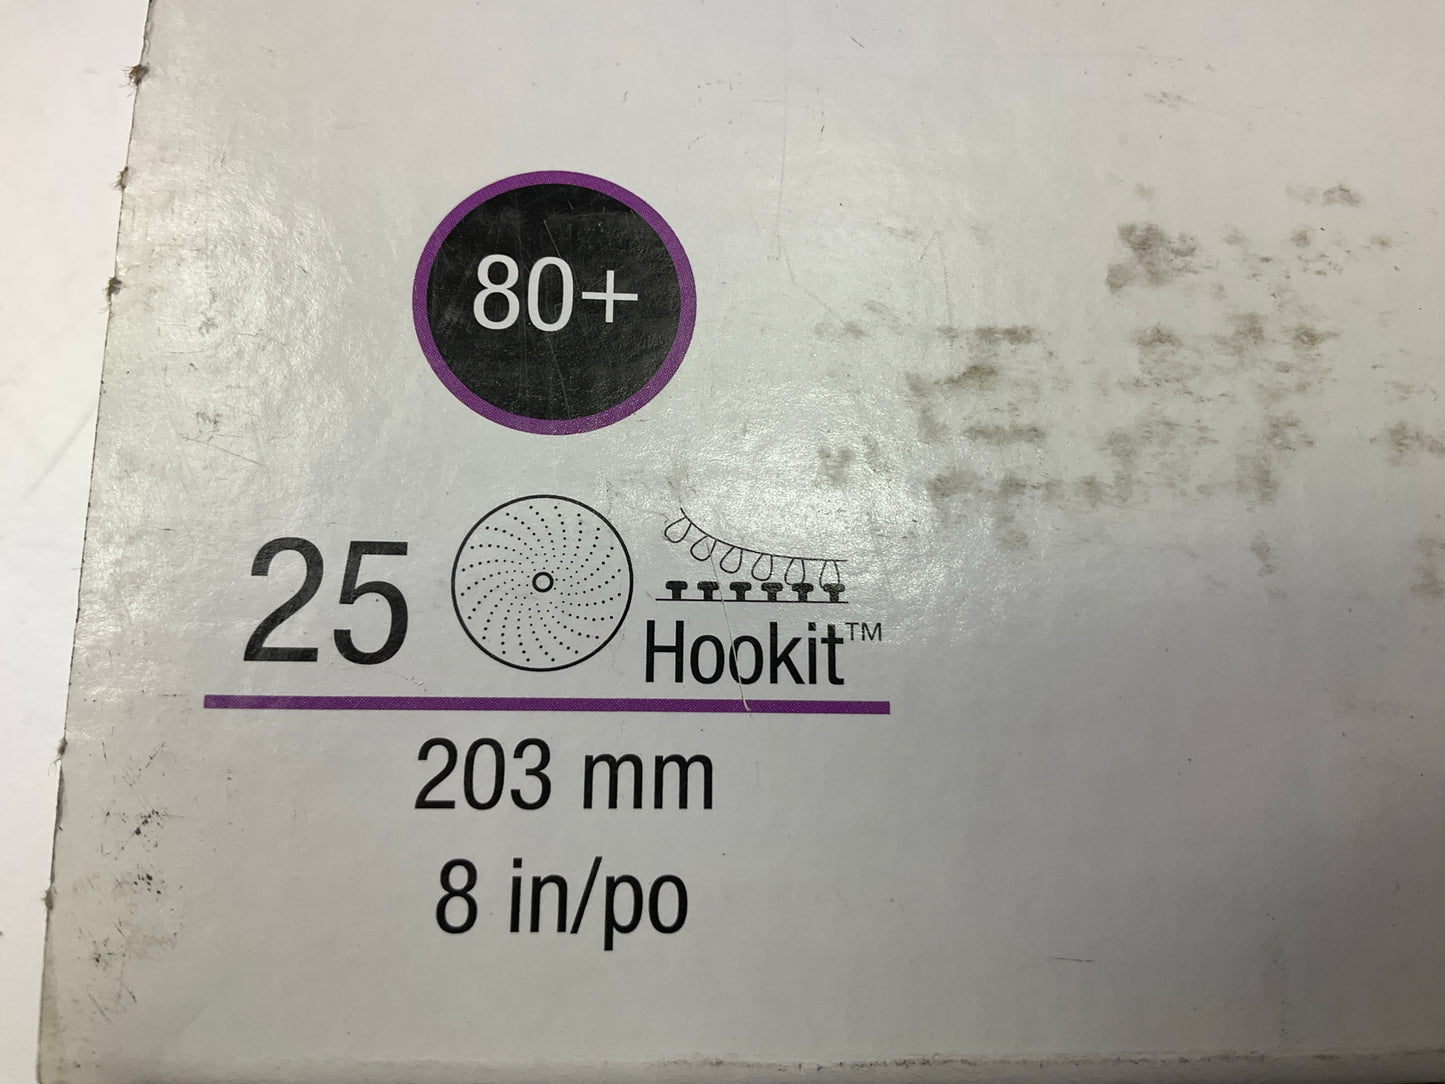 80+
25 Hookit™
203 mm
8 in/po